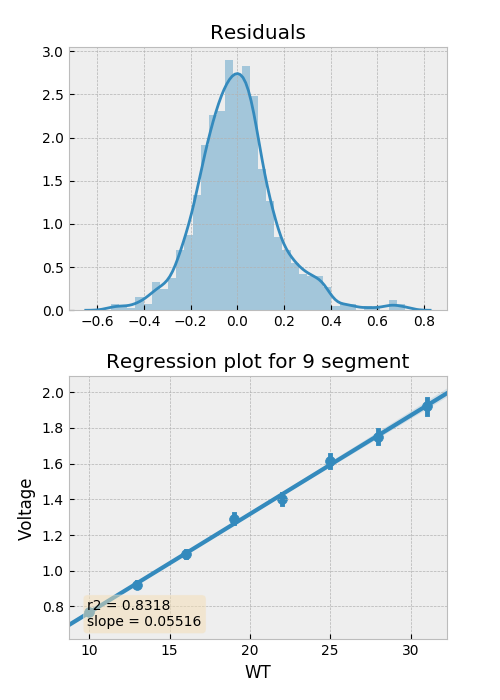 Residuals
3.0
2.5
2.0
1.5
1.0
0.5
0.0
−0.6 −0.4 −0.2 0.0 0.2 0.4 0.6 0.8
Regression plot for 9 segment
2.0
1.8
1.6
1.4
1.2
1.0
0.8
Voltage
r2 = 0.8318
slope = 0.05516
10 15 20 25 30
WT